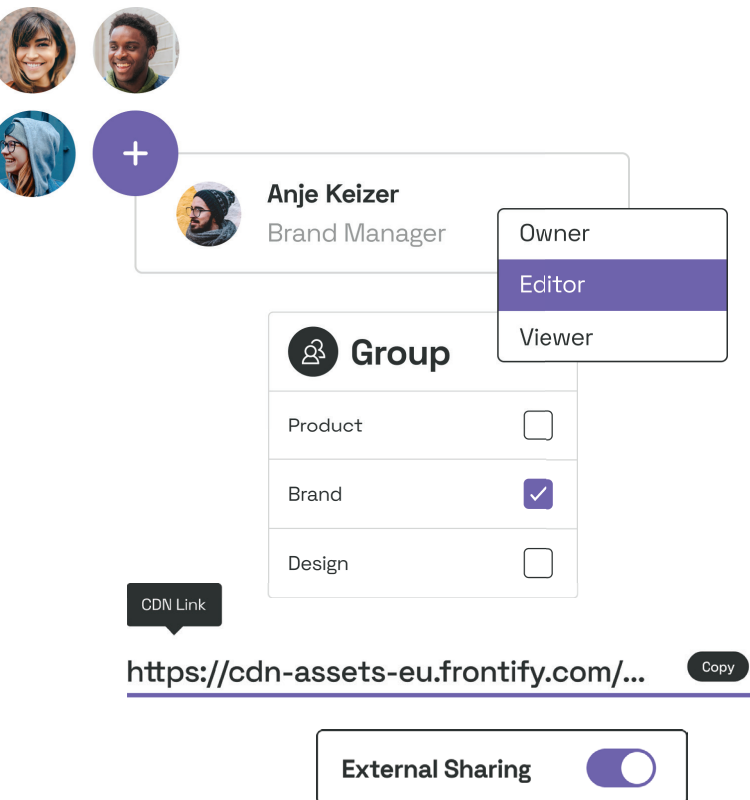 Anje Keizer
Brand Manager
Owner
Editor
Viewer
Group
Product
Brand
Design
CDN Link
https://cdn-assets-eu.frontify.com/...
Copy
External Sharing